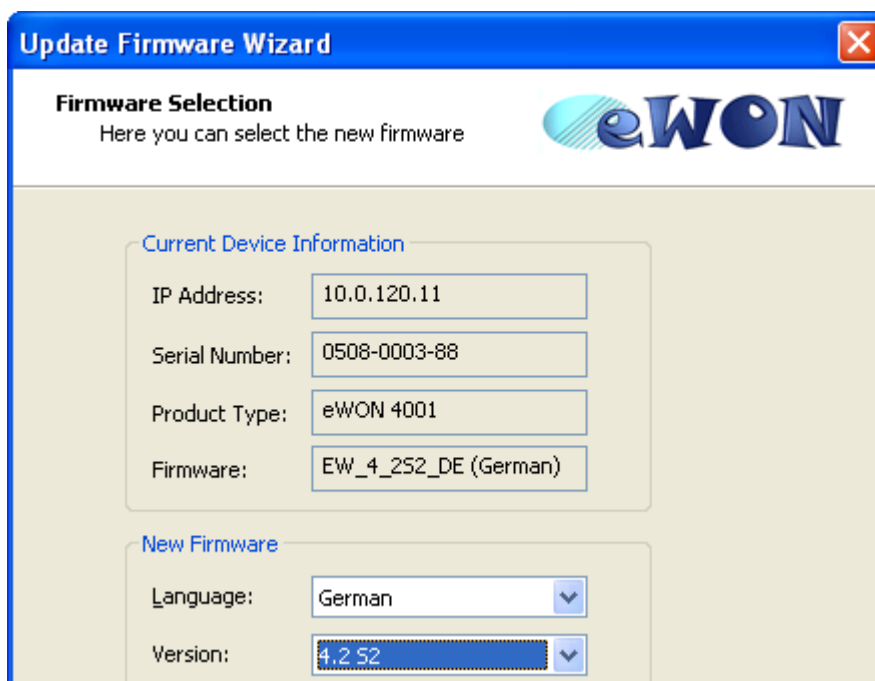 Update Firmware Wizard
Firmware Selection
Here you can select the new firmware
eWON
Current Device Information
IP Address: 10.0.120.11
Serial Number: 0508-0003-88
Product Type: eWON 4001
Firmware: EW_4_2S2_DE (German)
New Firmware
Language: German
Version: 4.2 S2